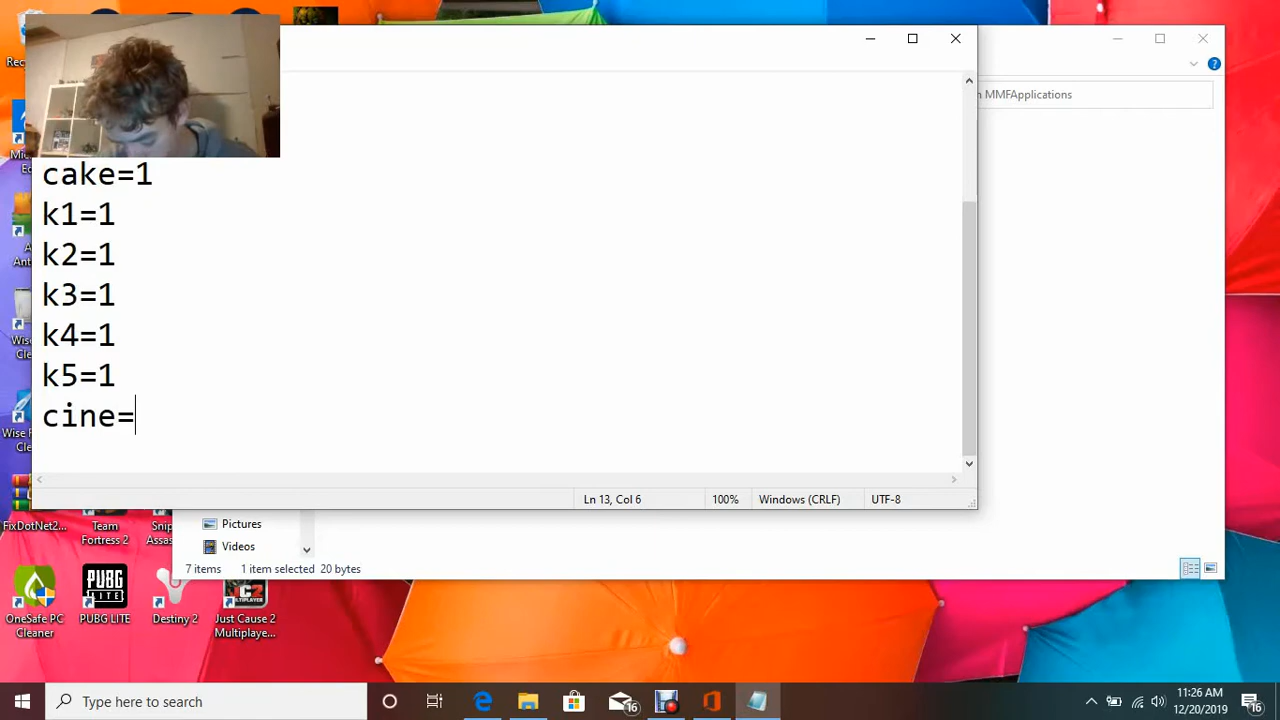 n MMFApplications
cake=1
k1=1
k2=1
k3=1
k4=1
k5=1
cine=
Ln 13, Col 6
100%
Windows (CRLF)
UTF-8
Pictures
Videos
7 items
1 item selected
20 bytes
FixDotNet2...
Team
Fortress 2
OneSafe PC
Cleaner
PUBG
LITE
PUBG LITE
Destiny 2
Just Cause 2
Multiplaye...
Type here to search
16
11:26 AM
12/20/2019
16